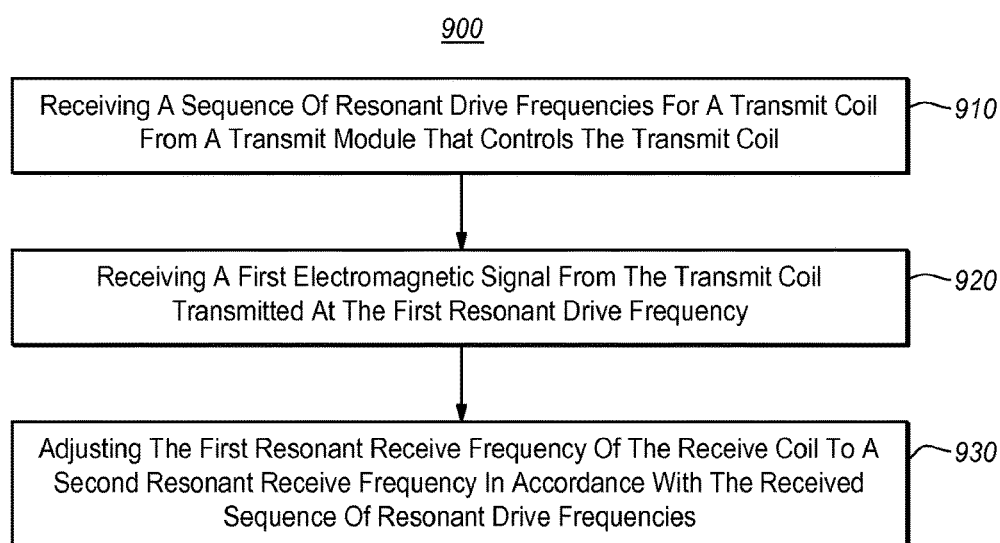 900
Receiving A Sequence Of Resonant Drive Frequencies For A Transmit Coil
From A Transmit Module That Controls The Transmit Coil
910
Receiving A First Electromagnetic Signal From The Transmit Coil
Transmitted At The First Resonant Drive Frequency
920
Adjusting The First Resonant Receive Frequency Of The Receive Coil To A
Second Resonant Receive Frequency In Accordance With The Received
Sequence Of Resonant Drive Frequencies
930